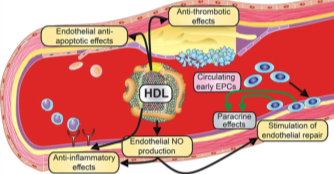 Anti-thrombotic
effects
Endothelial anti-
apoptotic effects
HDL
Circulating
early EPCs
Paracrine
effects
Stimulation of
endothelial repair
Endothelial NO
production
Anti-inflammatory
effects